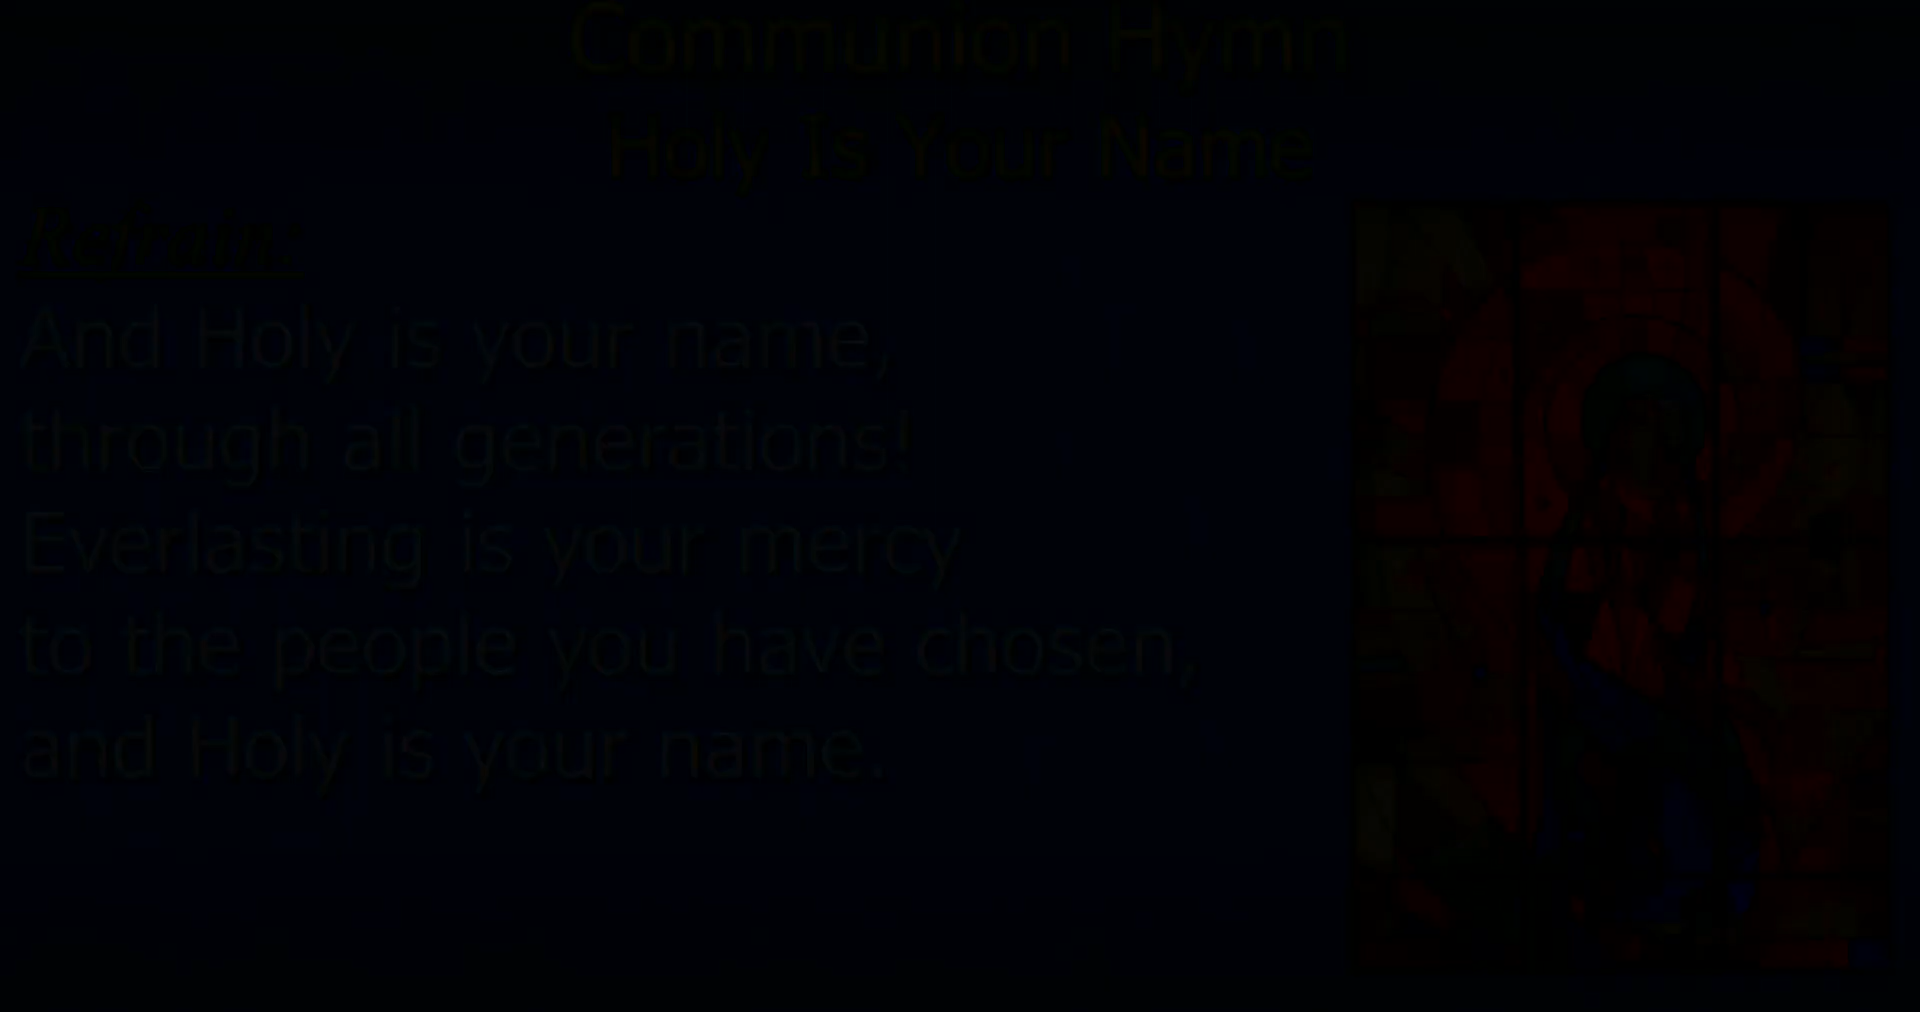 Communion Hymn
Holy Is Your Name
Refrain:
And Holy is your name,
through all generations!
Everlasting is your mercy
to the people you have chosen,
and Holy is your name.